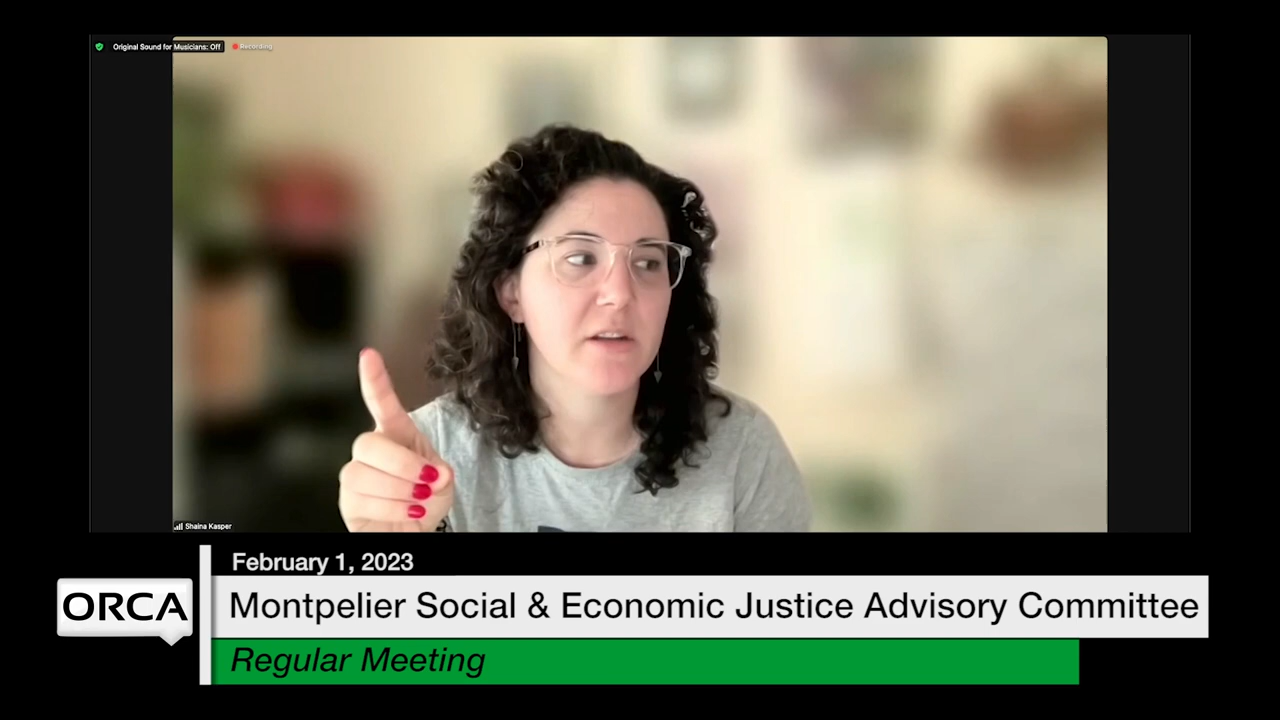 Original Sound for Musicians: Off
Recording
Shaina Kasper
February 1, 2023
ORCA
Montpelier Social & Economic Justice Advisory Committee
Regular Meeting